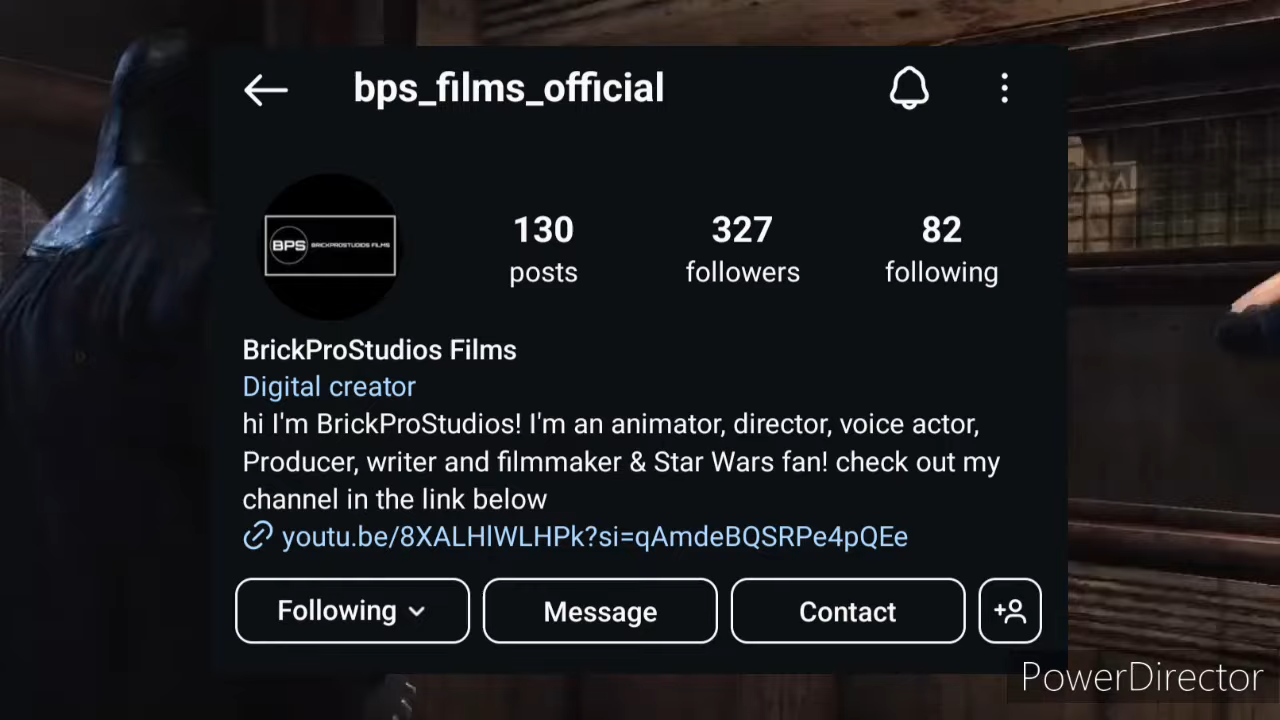 bps_films_official
BPS BRICKPROSTUDIOS FILMS
130 327 82
posts followers following
BrickProStudios Films
Digital creator
hi I'm BrickProStudios! I'm an animator, director, voice actor,
Producer, writer and filmmaker & Star Wars fan! check out my
channel in the link below
youtu.be/8XALHlWLHPk?si=qAmdeBQSRPe4pQEe
Following Message Contact
PowerDirector